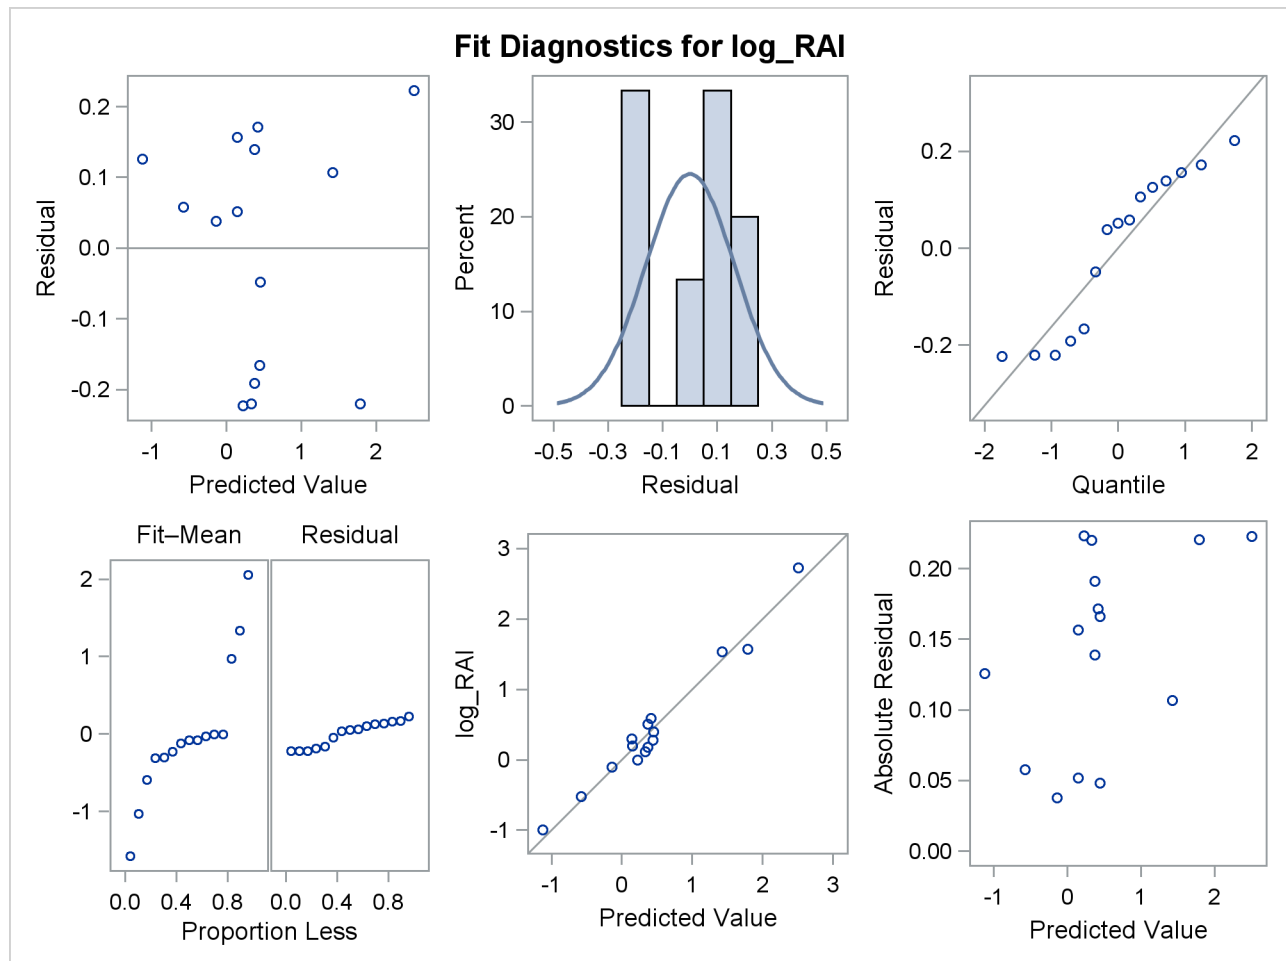 Fit Diagnostics for log_RAI
0.2
0.1
0.0
-0.1
-0.2
Residual
-1 0 1 2
Predicted Value
30
20
10
0
Percent
-0.5 -0.3 -0.1 0.1 0.3 0.5
Residual
0.2
0.0
-0.2
Residual
-2 -1 0 1 2
Quantile
Fit–Mean Residual
2
1
0
-1
0.0 0.4 0.8 0.0 0.4 0.8
Proportion Less
3
2
1
0
-1
log_RAI
-1 0 1 2 3
Predicted Value
0.20
0.15
0.10
0.05
0.00
Absolute Residual
-1 0 1 2
Predicted Value